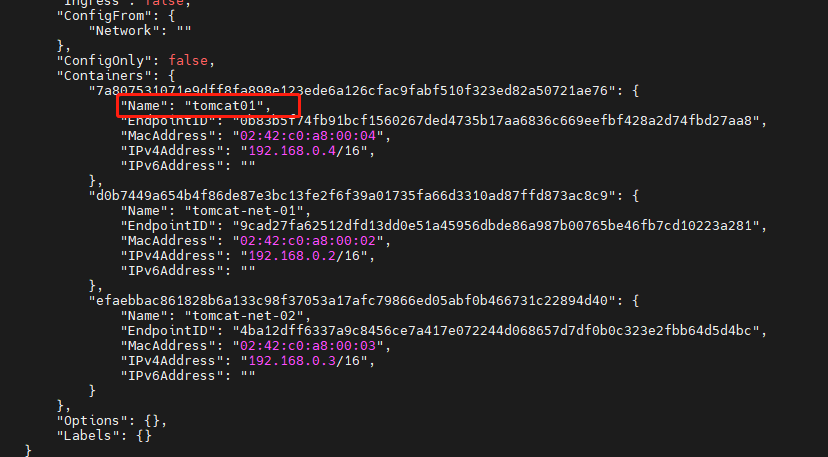 "Ingress": false,
"ConfigFrom": {
"Network": ""
},
"ConfigOnly": false,
"Containers": {
"7a807531071e9dff8fa898e123ede6a126cfac9fabf510f323ed82a50721ae76": {
"Name": "tomcat01",
"EndpointID": "0b83b5f74fb91bcf1560267ded4735b17aa6836c669eefbf428a2d74fbd27aa8",
"MacAddress": "02:42:c0:a8:00:04",
"IPv4Address": "192.168.0.4/16",
"IPv6Address": ""
},
"d0b7449a654b4f86de87e3bc13fe2f6f39a01735fa66d3310ad87ffd873ac8c9": {
"Name": "tomcat-net-01",
"EndpointID": "9cad27fa62512dfd13dd0e51a45956dbde86a987b00765be46fb7cd10223a281",
"MacAddress": "02:42:c0:a8:00:02",
"IPv4Address": "192.168.0.2/16",
"IPv6Address": ""
},
"efaebbac861828b6a133c98f37053a17afc79866ed05abf0b466731c22894d40": {
"Name": "tomcat-net-02",
"EndpointID": "4ba12dff6337a9c8456ce7a417e072244d068657d7df0b0c323e2fbb64d5d4bc",
"MacAddress": "02:42:c0:a8:00:03",
"IPv4Address": "192.168.0.3/16",
"IPv6Address": ""
}
},
"Options": {},
"Labels": {}
}